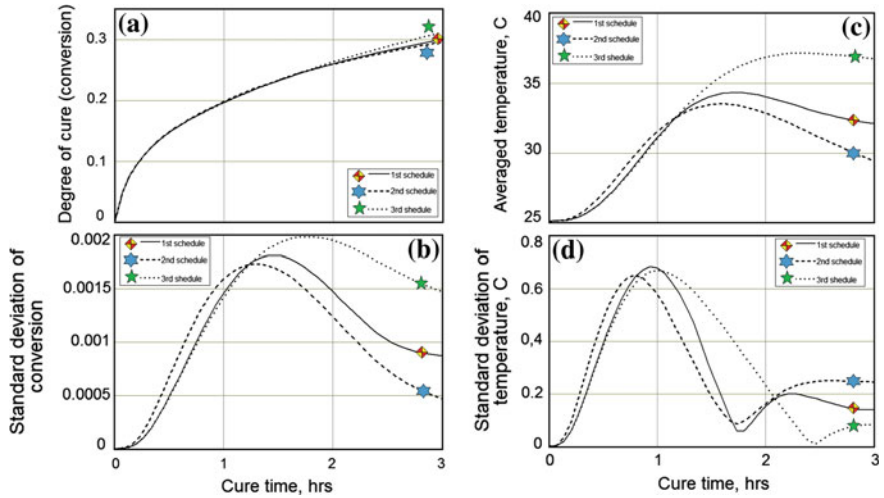 (a)
Degree of cure (conversion)
0.3
0.2
0.1
0
1st schedule
2nd schedule
3rd shedule
(c)
Averaged temperature, C
40
35
30
25
1st schedule
2nd schedule
3rd shedule
(b)
Standard deviation of
conversion
0.002
0.0015
0.001
0.0005
0
1st schedule
2nd schedule
3rd shedule
0
1
2
3
Cure time, hrs
(d)
Standard deviation of
temperature, C
0.8
0.6
0.4
0.2
0
1st schedule
2nd schedule
3rd shedule
0
1
2
3
Cure time, hrs